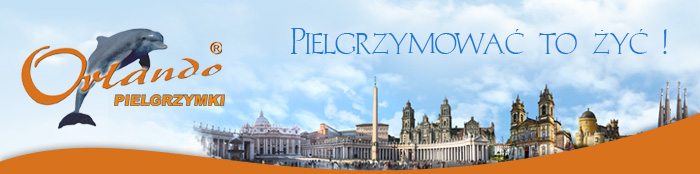 Orlando®
PIELGRZYMKI
PIELGRZYMOWAĆ TO ŻYĆ !